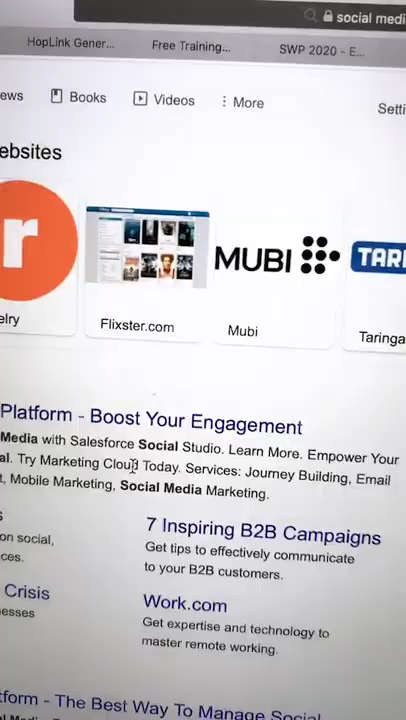 social medi
HopLink Gener...
Free Training...
SWP 2020 - E...
ews
Books
Videos
More
Setti
ebsites
r
MUBI
TARI
elry
Flixster.com
Mubi
Taringa
Platform - Boost Your Engagement
Media with Salesforce Social Studio. Learn More. Empower Your
al. Try Marketing Cloud Today. Services: Journey Building, Email
t, Mobile Marketing, Social Media Marketing.
s
7 Inspiring B2B Campaigns
on social,
Get tips to effectively communicate
ces.
to your B2B customers.
Crisis
Work.com
esses
Get expertise and technology to
master remote working.
tform - The Best Way To Manage Social